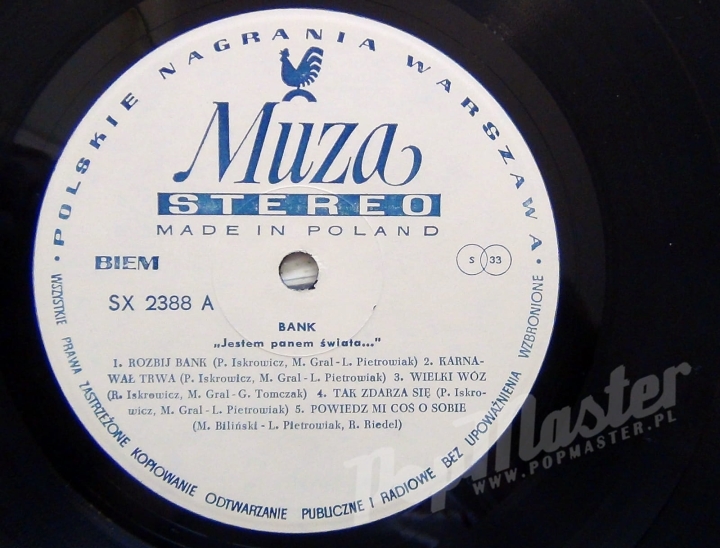 • POLSKIE NAGRANIA WARSZAWA •
Muza
STEREO
MADE IN POLAND
BIEM
S 33
SX 2388 A
BANK
„Jestem panem świata..."
1. ROZBIJ BANK (P. Iskrowicz, M. Gral-L. Pietrowiak) 2. KARNA-
WAŁ TRWA (P. Iskrowicz, M. Gral-L. Pietrowiak) 3. WIELKI WÓZ
(R. Iskrowicz, M. Gral-G. Tomczak) 4. TAK ZDARZA SIĘ (P. Iskro-
wicz, M. Gral-L. Pietrowiak) 5. POWIEDZ MI COŚ O SOBIE
(M. Biliński-L. Pietrowiak, R. Riedel)
WSZYSTKIE PRAWA ZASTRZEŻONE KOPIOWANIE ODTWARZANIE PUBLICZNE I RADIOWE BEZ UPOWAŻNIENIA WZBRONIONE
PopMaster
WWW.POPMASTER.PL